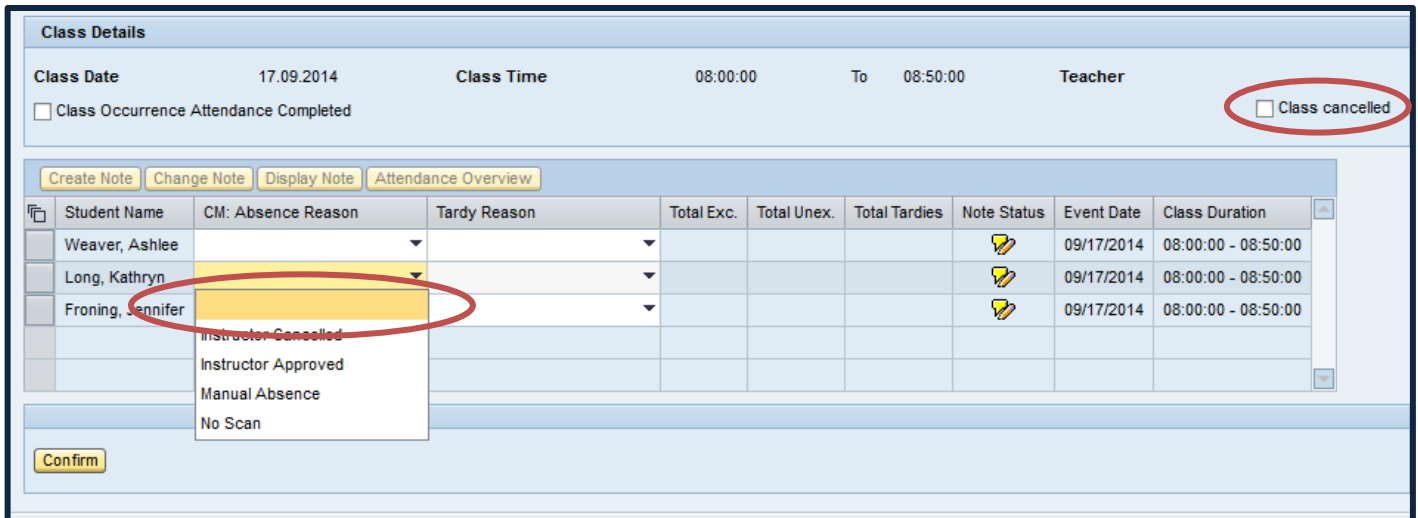 Class Details
Class Date 17.09.2014 Class Time 08:00:00 To 08:50:00 Teacher
Class Occurrence Attendance Completed Class cancelled
Create Note Change Note Display Note Attendance Overview
Student Name CM: Absence Reason Tardy Reason Total Exc. Total Unex. Total Tardies Note Status Event Date Class Duration
Weaver, Ashlee 09/17/2014 08:00:00 - 08:50:00
Long, Kathryn 09/17/2014 08:00:00 - 08:50:00
Froning, Jennifer 09/17/2014 08:00:00 - 08:50:00
Instructor Cancelled
Instructor Approved
Manual Absence
No Scan
Confirm